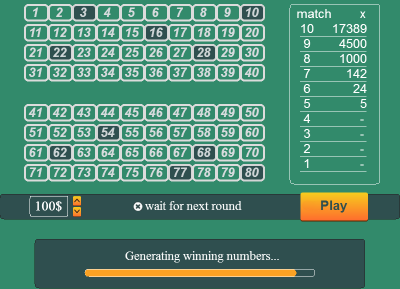 1 2 3 4 5 6 7 8 9 10
11 12 13 14 15 16 17 18 19 20
21 22 23 24 25 26 27 28 29 30
31 32 33 34 35 36 37 38 39 40
41 42 43 44 45 46 47 48 49 50
51 52 53 54 55 56 57 58 59 60
61 62 63 64 65 66 67 68 69 70
71 72 73 74 75 76 77 78 79 80
match x
10 17389
9 4500
8 1000
7 142
6 24
5 5
4 -
3 -
2 -
1 -
100$ wait for next round Play
Generating winning numbers...